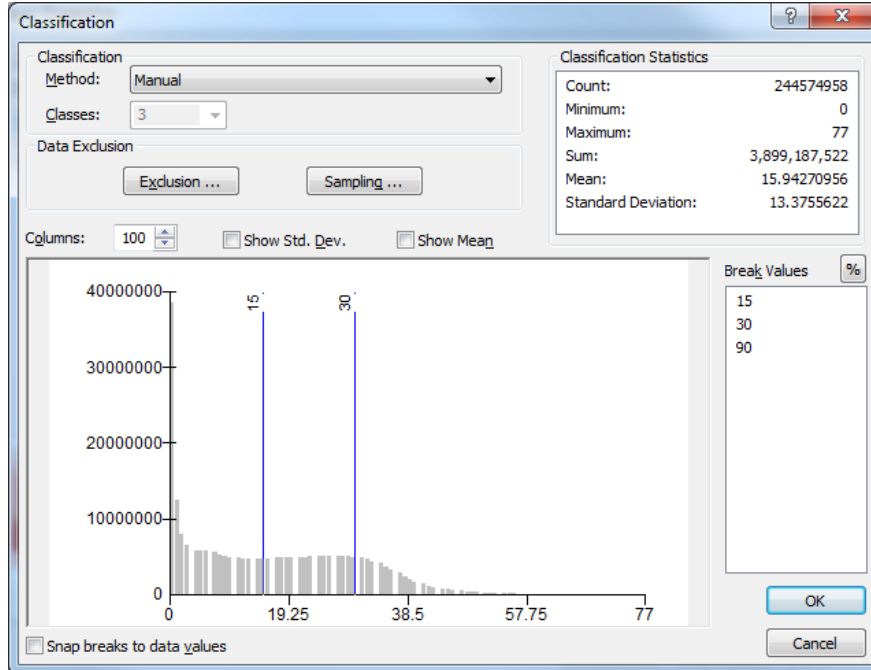 Classification
Classification
Method: Manual
Classes: 3
Data Exclusion
Exclusion ...
Sampling ...
Classification Statistics
Count: 244574958
Minimum: 0
Maximum: 77
Sum: 3,899,187,522
Mean: 15.94270956
Standard Deviation: 13.3755622
Columns: 100
Show Std. Dev.
Show Mean
Break Values
%
15
30
90
40000000
30000000
20000000
10000000
0
15
30
0 19.25 38.5 57.75 77
Snap breaks to data values
OK
Cancel